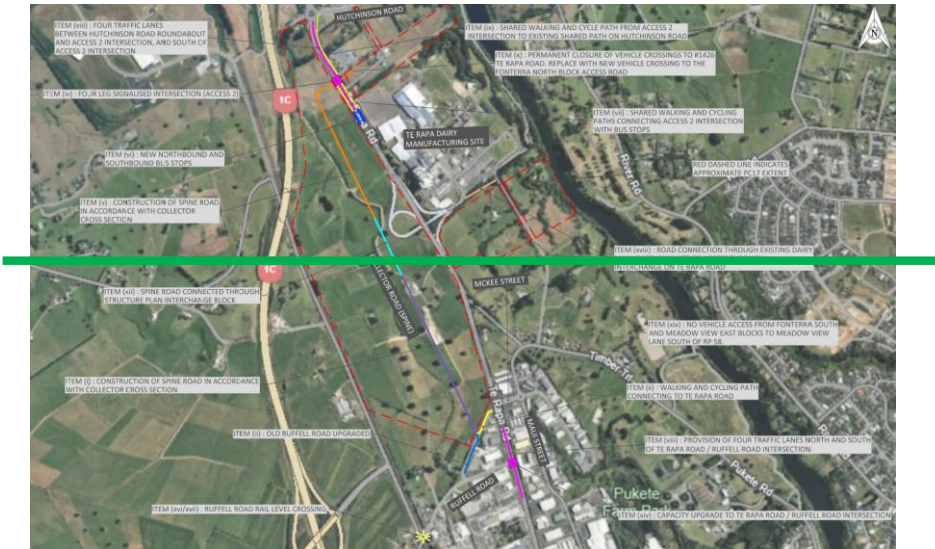 HUTCHINSON ROAD
N
ITEM (viii) : FOUR TRAFFIC LANES
BETWEEN HUTCHINSON ROAD ROUNDABOUT
AND ACCESS 2 INTERSECTION, AND SOUTH OF
ACCESS 2 INTERSECTION
ITEM (ix) : SHARED WALKING AND CYCLE PATH FROM ACCESS 2
INTERSECTION TO EXISTING SHARED PATH ON HUTCHINSON ROAD
ITEM (x) : PERMANENT CLOSURE OF VEHICLE CROSSINGS TO #1426
TE RAPA ROAD. REPLACE WITH NEW VEHICLE CROSSING TO THE
FONTERRA NORTH BLOCK ACCESS ROAD
ITEM (iv) : FOUR LEG SIGNALISED INTERSECTION (ACCESS 2)
1C
Rd
ITEM (vii) : SHARED WALKING AND CYCLING
PATHS CONNECTING ACCESS 2 INTERSECTION
WITH BUS STOPS
TE RAPA DAIRY
MANUFACTURING SITE
ITEM (vi) : NEW NORTHBOUND AND
SOUTHBOUND BUS STOPS
River Rd
RED DASHED LINE INDICATES
APPROXIMATE PC17 EXTENT
ITEM (v) : CONSTRUCTION OF SPINE ROAD
IN ACCORDANCE WITH COLLECTOR
CROSS SECTION
ITEM (xviii) : ROAD CONNECTION THROUGH EXISTING DAIRY
INTERCHANGE ON TE RAPA ROAD
1C
COLLECTOR ROAD (SPINE)
MCKEE STREET
ITEM (xii) : SPINE ROAD CONNECTED THROUGH
STRUCTURE PLAN INTERCHANGE BLOCK
ITEM (xix) : NO VEHICLE ACCESS FROM FONTERRA SOUTH
AND MEADOW VIEW EAST BLOCKS TO MEADOW VIEW
LANE SOUTH OF RP 58.
Timber Trl
ITEM (i) : CONSTRUCTION OF SPINE ROAD IN ACCORDANCE
WITH COLLECTOR CROSS SECTION
ITEM (ii) : WALKING AND CYCLING PATH
CONNECTING TO TE RAPA ROAD
Te Rapa Rd
MAUI STREET
ITEM (ii) : OLD RUFFELL ROAD UPGRADED
ITEM (viii) : PROVISION OF FOUR TRAFFIC LANES NORTH AND SOUTH
OF TE RAPA ROAD / RUFFELL ROAD INTERSECTION
Pukete Rd
RUFFELL ROAD
Pukete
ITEM (xvi/xvii) : RUFFELL ROAD RAIL LEVEL CROSSING
ITEM (xiv) : CAPACITY UPGRADE TO TE RAPA ROAD / RUFFELL ROAD INTERSECTION